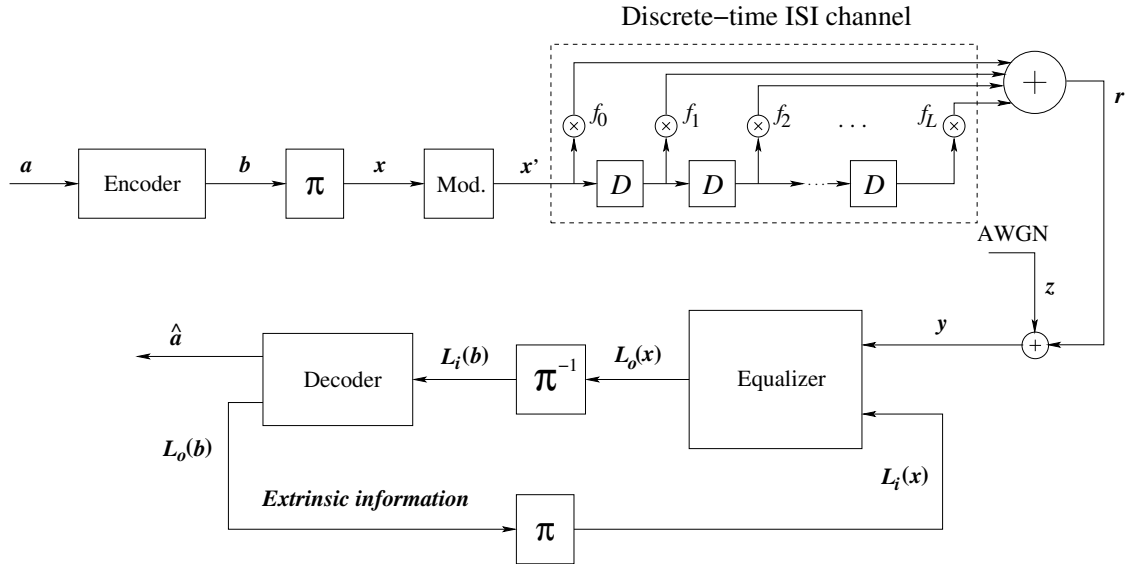 Discrete−time ISI channel
f0 f1 f2 . . . fL
+
r
a Encoder b π x Mod. x’ D D ... D
AWGN
z
â Decoder Li(b) π−1 Lo(x) Equalizer y +
Lo(b)
Li(x)
Extrinsic information
π